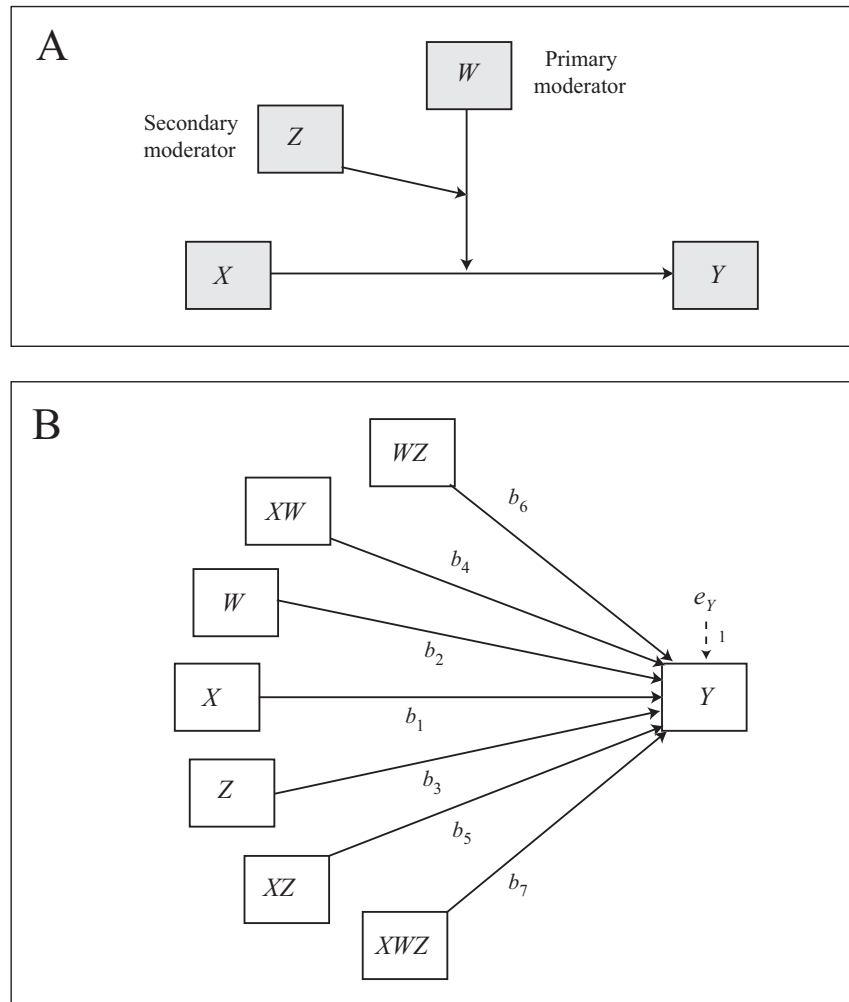 A
W
Primary
moderator
Secondary
moderator
Z
X
Y
B
WZ
b6
XW
b4
W
b2
eY
1
X
b1
Y
Z
b3
b5
XZ
b7
XWZ